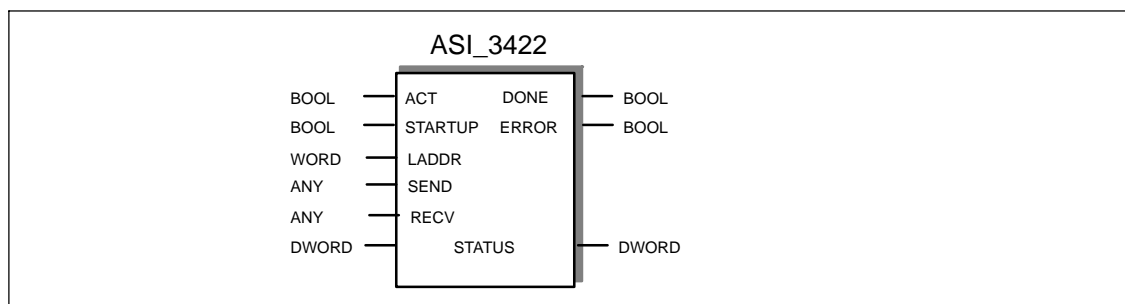 ASI_3422
BOOL ACT DONE BOOL
BOOL STARTUP ERROR BOOL
WORD LADDR
ANY SEND
ANY RECV
DWORD STATUS DWORD